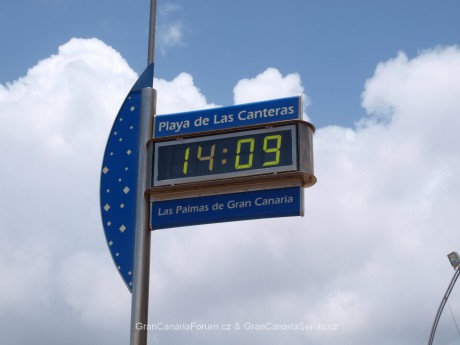 Playa de Las Canteras
14:09
Las Palmas de Gran Canaria
GranCanariaForum.cz & GranCanariaServis.cz